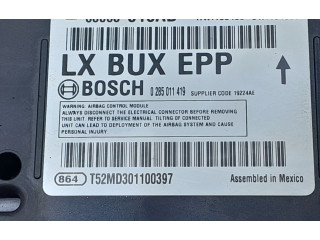 LX BUX EPP
BOSCH 0 285 011 419 SUPPLIER CODE 19224AE
WARNING: AIRBAG CONTROL MODULE
ALWAYS DISCONNECT THE ELECTRICAL CONNECTOR BEFORE REMOVING
THIS UNIT. REFER TO SERVICE MANUAL. TILTING OF CONNECTED
UNIT CAN LEAD TO DEPLOYMENT OF THE AIRBAG SYSTEM AND CAUSE
864 T52MD301100397 Assembled in Mexico